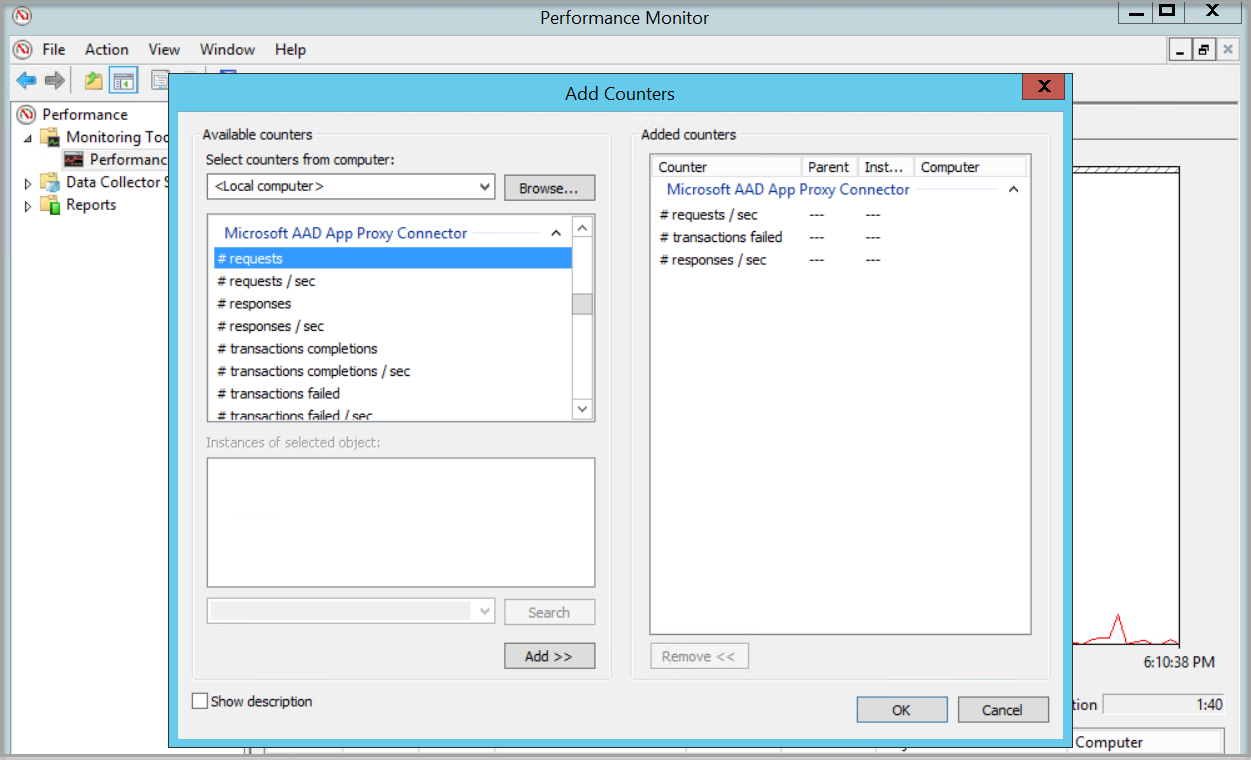 Performance Monitor
File Action View Window Help
Performance
Monitoring Too
Performanc
Data Collector S
Reports
Add Counters
X
Available counters
Select counters from computer:
<Local computer>
Browse...
Microsoft AAD App Proxy Connector
# requests
# requests / sec
# responses
# responses / sec
# transactions completions
# transactions completions / sec
# transactions failed
# transactions failed / sec
Instances of selected object:
Search
Add >>
Show description
Added counters
Counter Parent Inst... Computer
Microsoft AAD App Proxy Connector
# requests / sec --- ---
# transactions failed --- ---
# responses / sec --- ---
Remove <<
OK Cancel
6:10:38 PM
tion 1:40
Computer